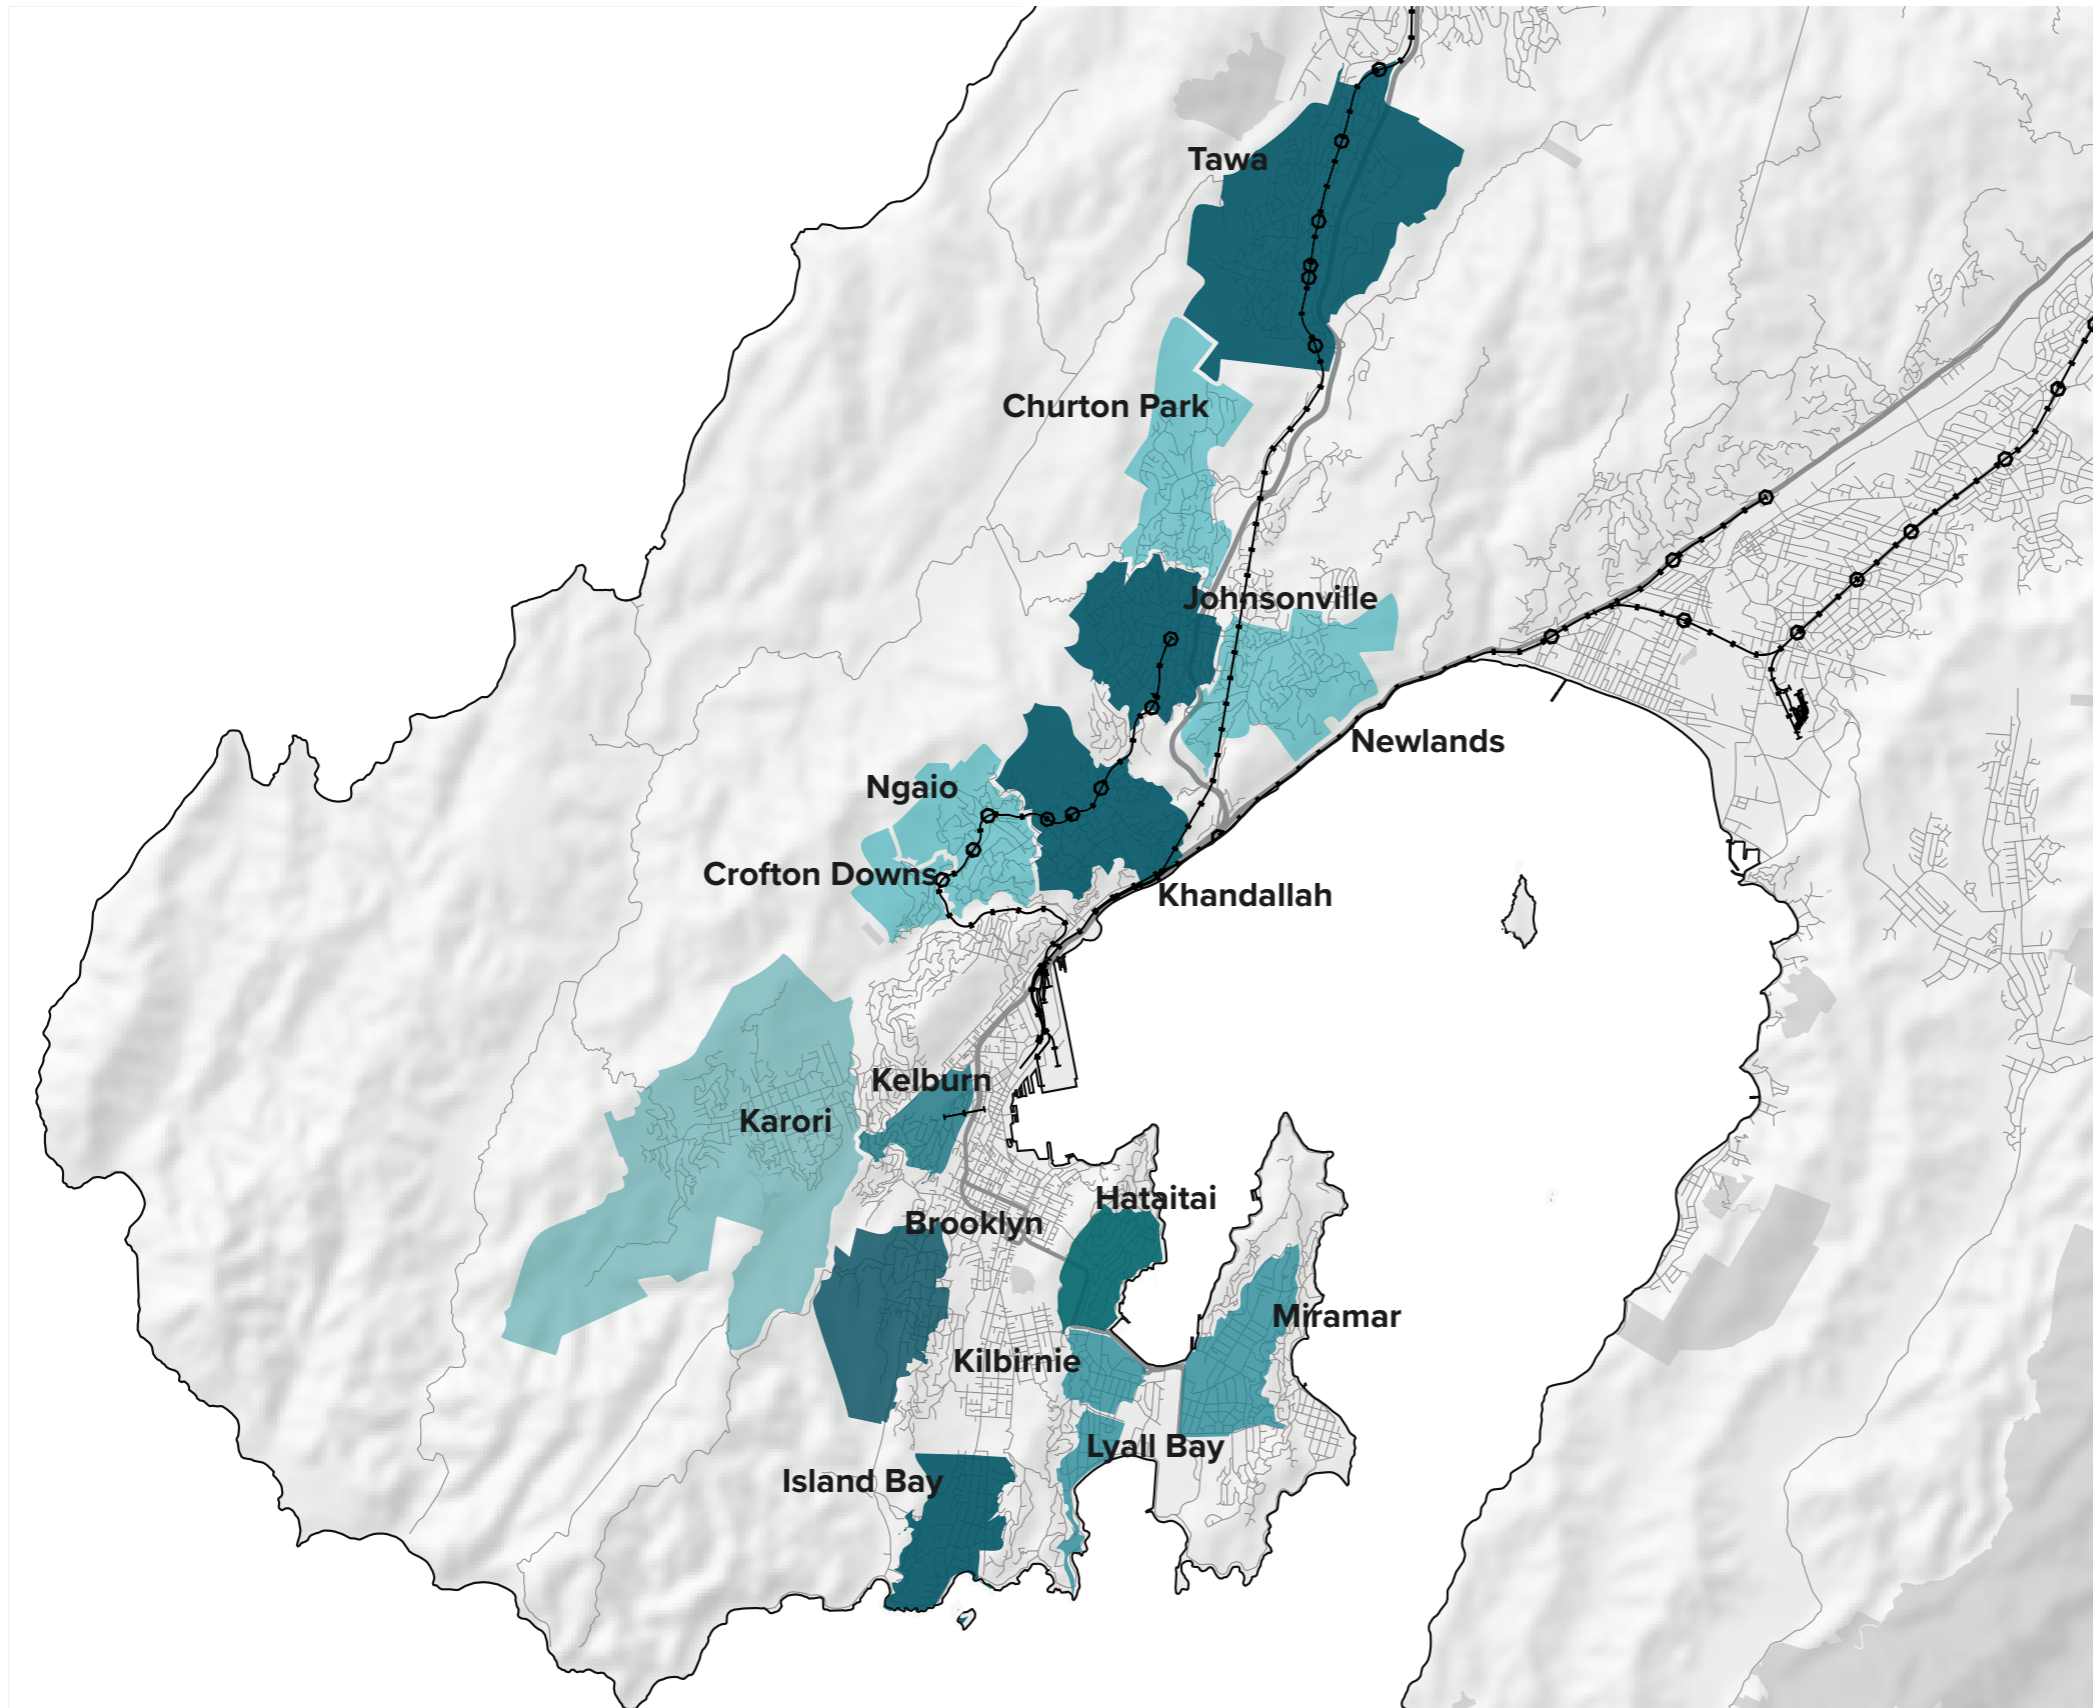 Tawa
Churton Park
Johnsonville
Newlands
Ngaio
Crofton Downs
Khandallah
Kelburn
Karori
Hataitai
Brooklyn
Miramar
Kilbirnie
Lyall Bay
Island Bay